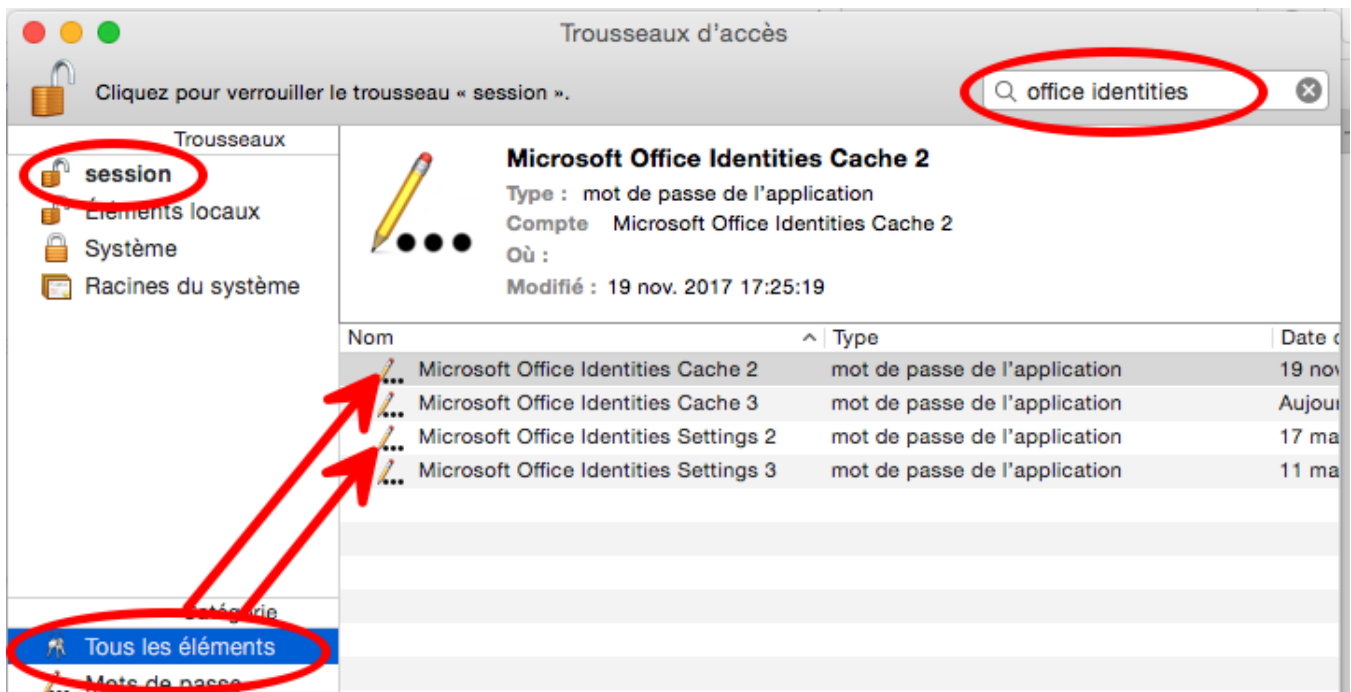 Trousseaux d'accès
Cliquez pour verrouiller le trousseau « session ».
office identities
Trousseaux
session
Éléments locaux
Système
Racines du système
Microsoft Office Identities Cache 2
Type : mot de passe de l'application
Compte Microsoft Office Identities Cache 2
Où :
Modifié : 19 nov. 2017 17:25:19
Nom Type Date
Microsoft Office Identities Cache 2 mot de passe de l'application 19 nov
Microsoft Office Identities Cache 3 mot de passe de l'application Aujour
Microsoft Office Identities Settings 2 mot de passe de l'application 17 ma
Microsoft Office Identities Settings 3 mot de passe de l'application 11 ma
Catégorie
Tous les éléments
Mots de passe